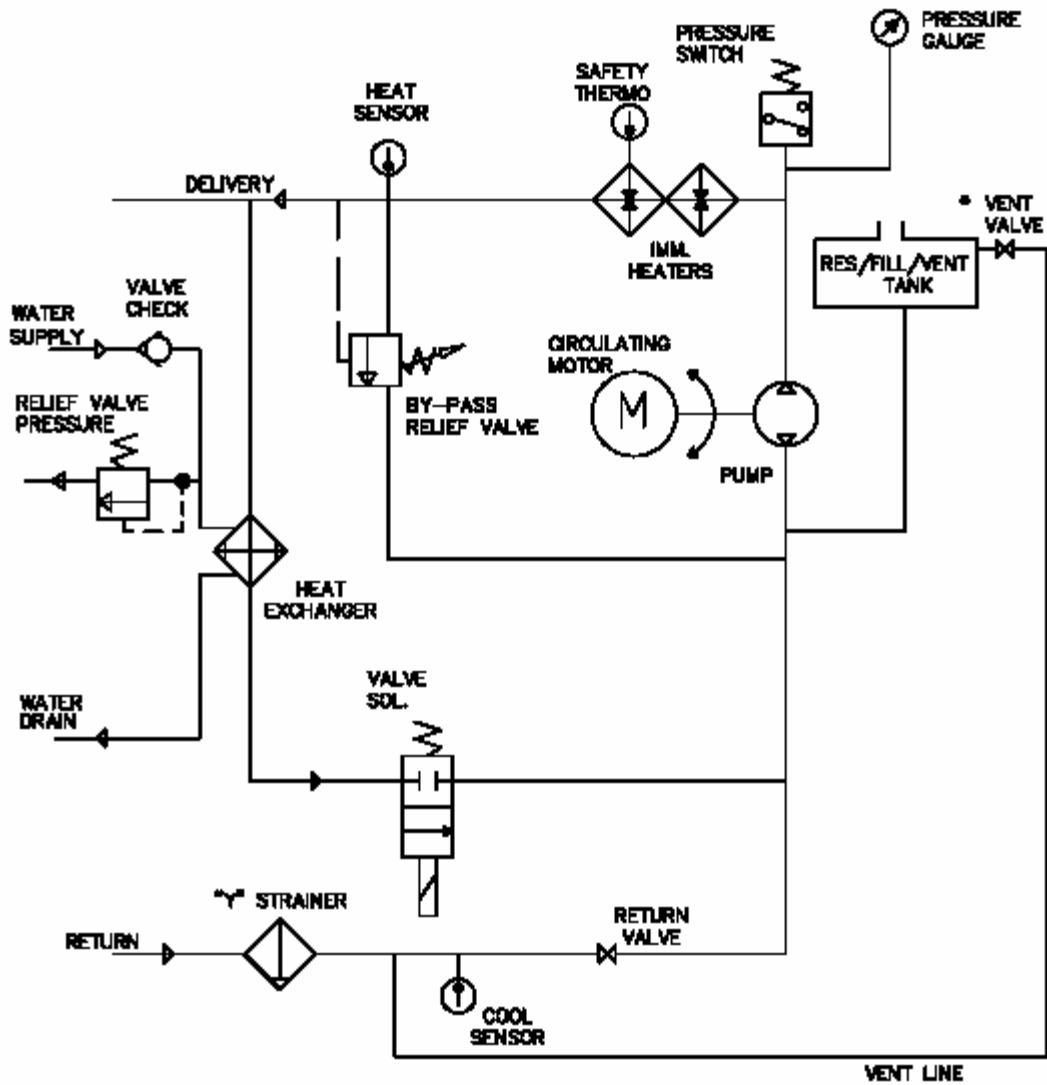 PRESSURE
GAUGE
PRESSURE
SWITCH
SAFETY
THERMO
HEAT
SENSOR
DELIVERY
* VENT
VALVE
IMM.
HEATERS
RES/FILL/VENT
TANK
VALVE
CHECK
WATER
SUPPLY
CIRCULATING
MOTOR
M
RELIEF VALVE
PRESSURE
BY-PASS
RELIEF VALVE
PUMP
HEAT
EXCHANGER
VALVE
SOL.
WATER
DRAIN
"Y" STRAINER
RETURN
RETURN
VALVE
COOL
SENSOR
VENT LINE